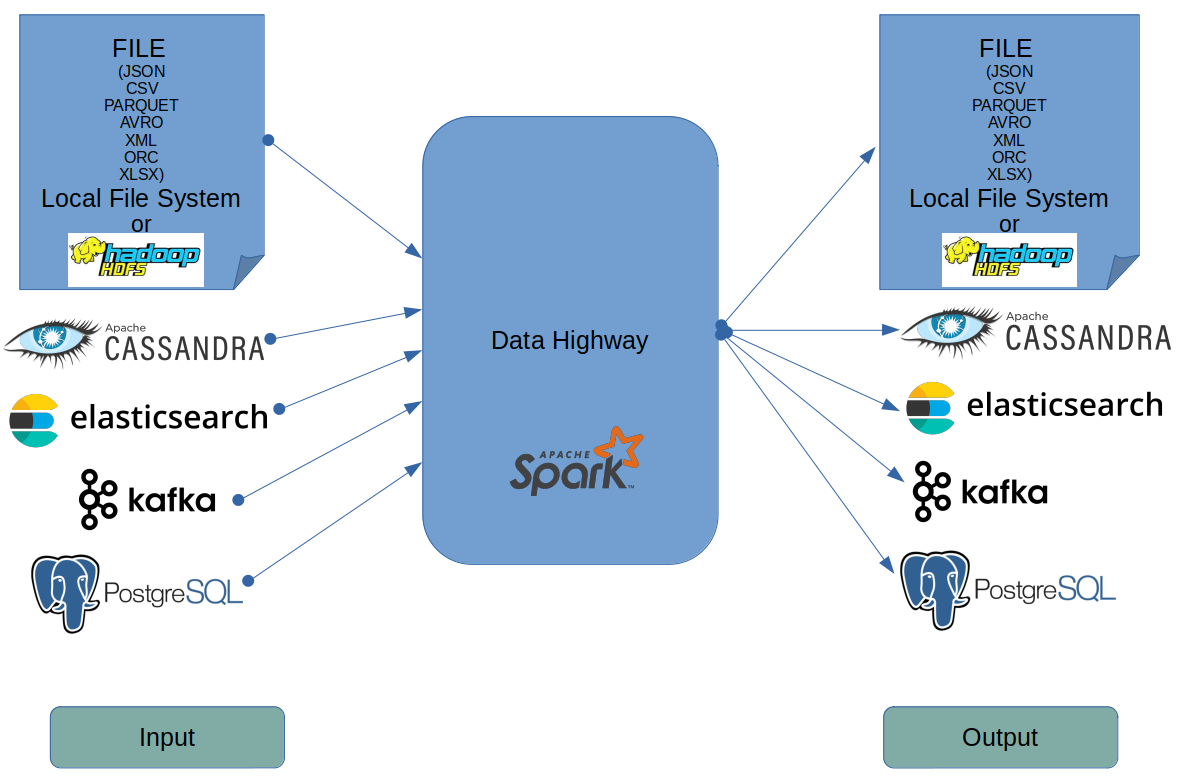 FILE
(JSON
CSV
PARQUET
AVRO
XML
ORC
XLSX)
Local File System
or
hadoop
HDFS
Apache
CASSANDRA
elasticsearch
kafka
PostgreSQL
Input
Data Highway
APACHE
Spark™
FILE
(JSON
CSV
PARQUET
AVRO
XML
ORC
XLSX)
Local File System
or
hadoop
HDFS
Apache
CASSANDRA
elasticsearch
kafka
PostgreSQL
Output